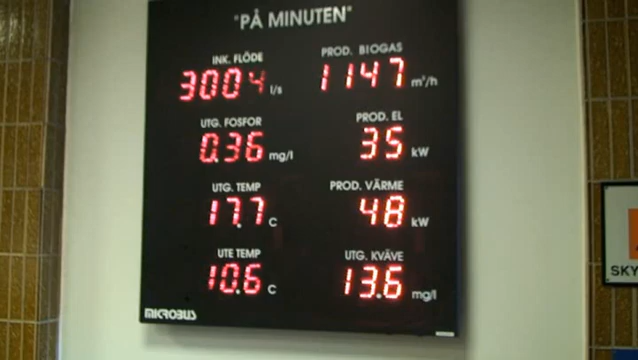 "PÅ MINUTEN"
INK. FLÖDE PROD. BIOGAS
3004 l/s 1147 m³/h
UTG. FOSFOR PROD. EL
0.36 mg/l 35 kW
UTG. TEMP PROD. VÄRME
17.7 C 48 kW
UTE TEMP UTG. KVÄVE
10.6 C 13.6 mg/l
MICROBUS
SKY